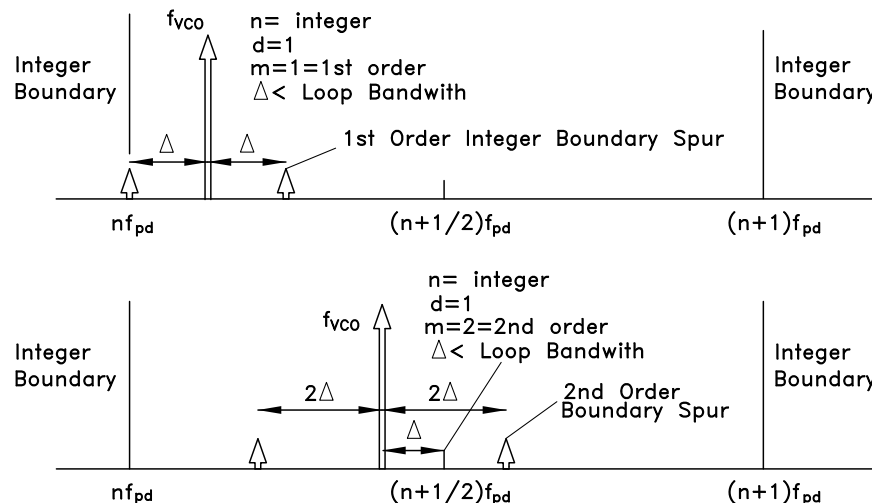 fVCO
n= integer
d=1
m=1=1st order
Δ< Loop Bandwith
Integer
Boundary
Integer
Boundary
Δ
Δ
1st Order Integer Boundary Spur
nfpd
(n+1/2)fpd
(n+1)fpd
n= integer
d=1
m=2=2nd order
Δ< Loop Bandwith
fVCO
Integer
Boundary
Integer
Boundary
2Δ
2Δ
Δ
2nd Order
Boundary Spur
nfpd
(n+1/2)fpd
(n+1)fpd